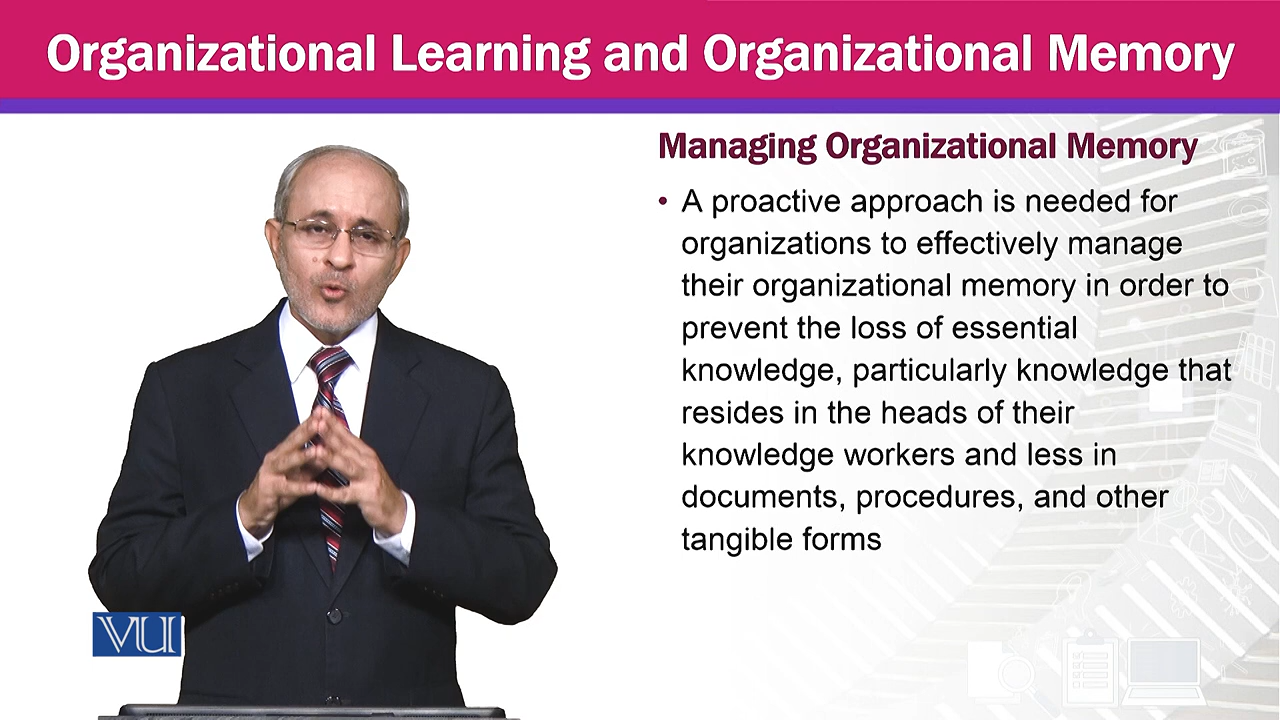 Organizational Learning and Organizational Memory
Managing Organizational Memory
• A proactive approach is needed for
organizations to effectively manage
their organizational memory in order to
prevent the loss of essential
knowledge, particularly knowledge that
resides in the heads of their
knowledge workers and less in
documents, procedures, and other
tangible forms
VU